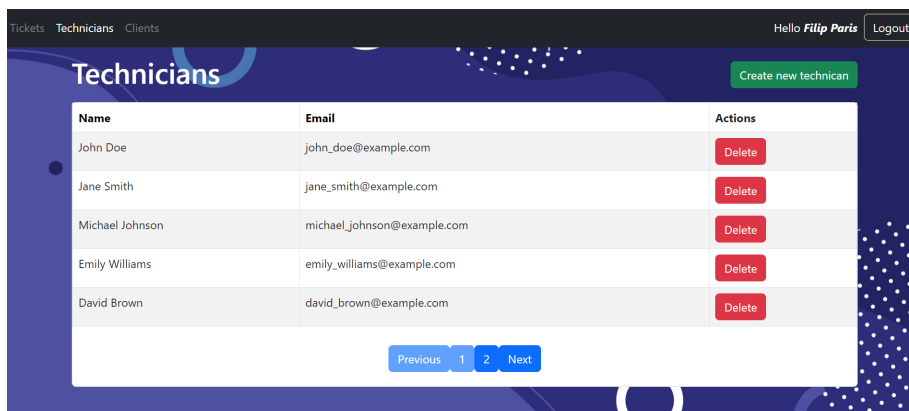 Tickets Technicians Clients Hello Filip Paris Logout
Technicians Create new technican
Name Email Actions
John Doe john_doe@example.com Delete
Jane Smith jane_smith@example.com Delete
Michael Johnson michael_johnson@example.com Delete
Emily Williams emily_williams@example.com Delete
David Brown david_brown@example.com Delete
Previous 1 2 Next